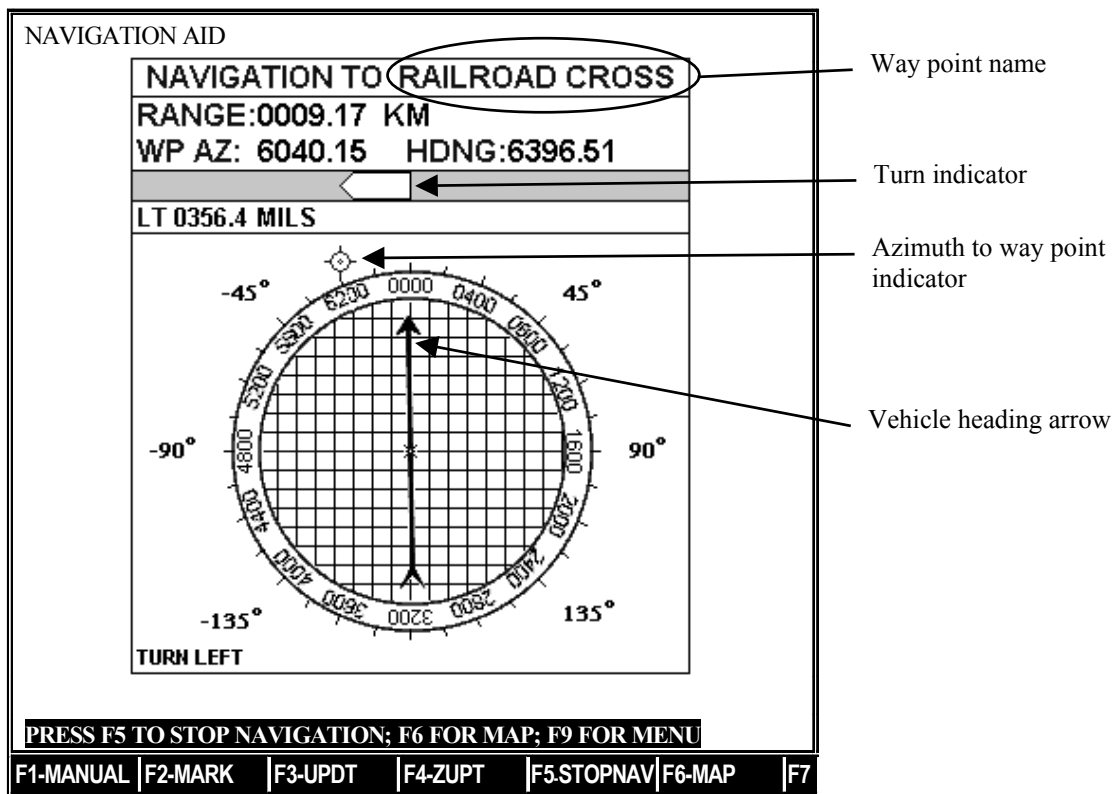 NAVIGATION AID
NAVIGATION TO RAILROAD CROSS
RANGE:0009.17 KM
WP AZ: 6040.15 HDNG:6396.51
LT 0356.4 MILS
-45°
45°
-90°
90°
-135°
135°
0000
0400
1200
1600
2000
2400
2800
3200
3600
4000
4400
4800
5200
6200
TURN LEFT
PRESS F5 TO STOP NAVIGATION; F6 FOR MAP; F9 FOR MENU
F1-MANUAL F2-MARK F3-UPDT F4-ZUPT F5.STOPNAV F6-MAP F7
Way point name
Turn indicator
Azimuth to way point
indicator
Vehicle heading arrow